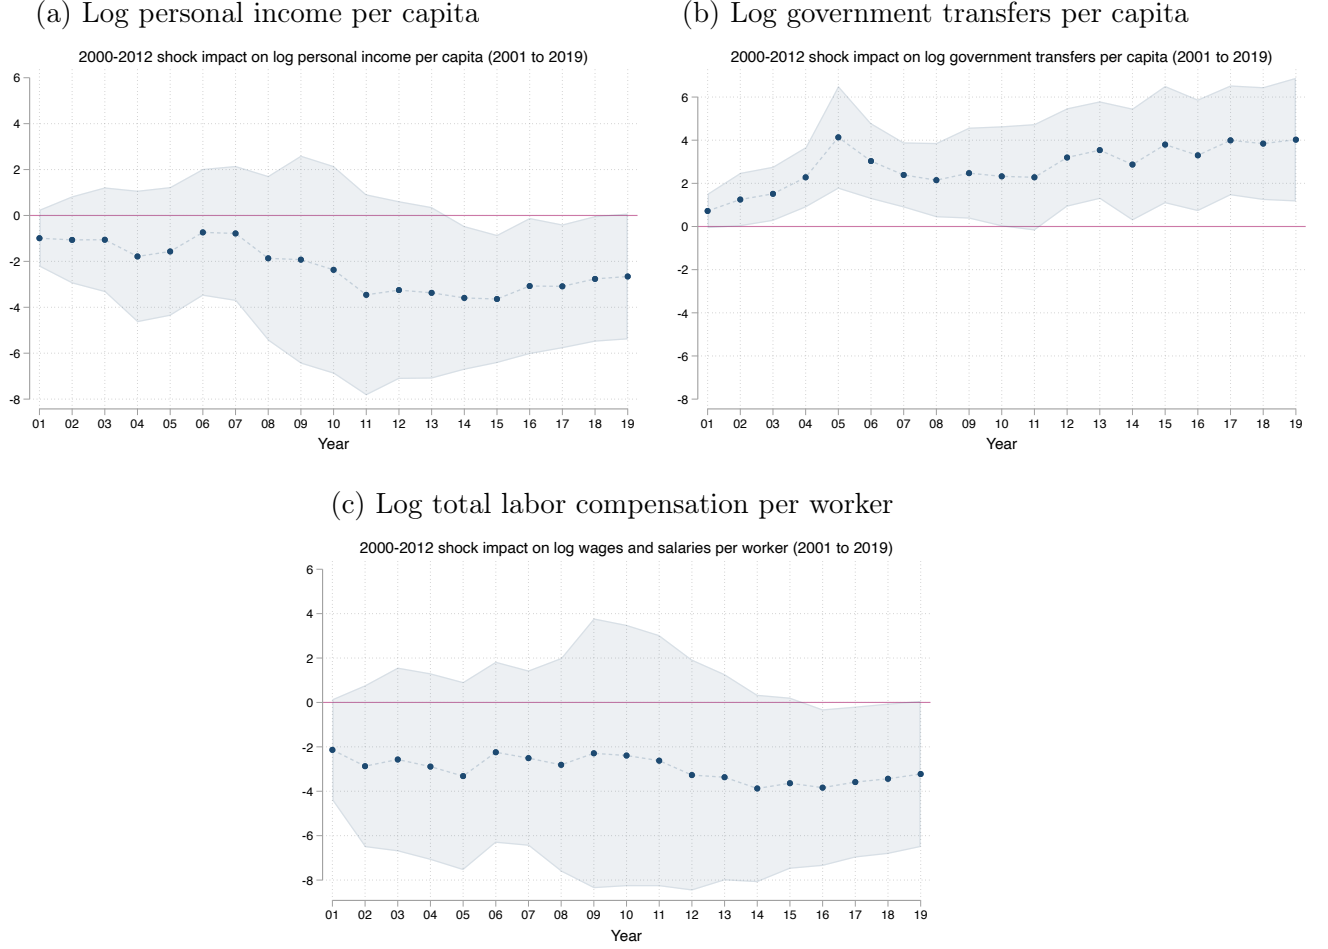 (a) Log personal income per capita
2000-2012 shock impact on log personal income per capita (2001 to 2019)
6
4
2
0
-2
-4
-6
-8
01 02 03 04 05 06 07 08 09 10 11 12 13 14 15 16 17 18 19
Year
(b) Log government transfers per capita
2000-2012 shock impact on log government transfers per capita (2001 to 2019)
6
4
2
0
-2
-4
-6
-8
01 02 03 04 05 06 07 08 09 10 11 12 13 14 15 16 17 18 19
Year
(c) Log total labor compensation per worker
2000-2012 shock impact on log wages and salaries per worker (2001 to 2019)
6
4
2
0
-2
-4
-6
-8
01 02 03 04 05 06 07 08 09 10 11 12 13 14 15 16 17 18 19
Year